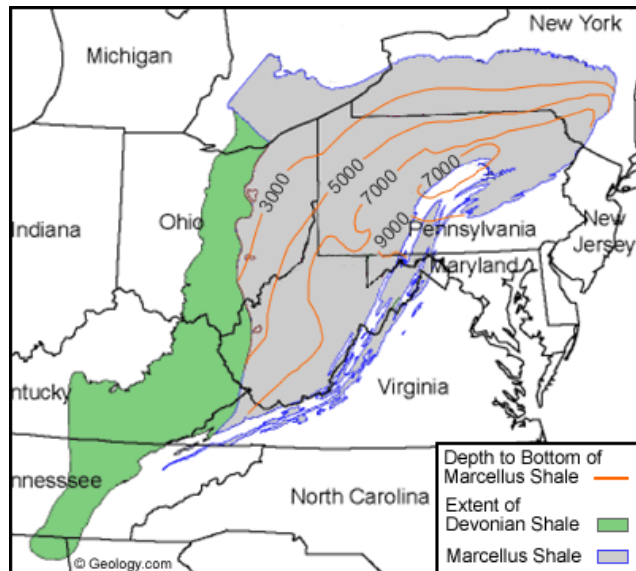 New York
Michigan
3000
5000
7000
7000
9000
Indiana
Ohio
Pennsylvania
New
Jersey
Maryland
ntucky
Virginia
nnesssee
North Carolina
© Geology.com
Depth to Bottom of
Marcellus Shale
Extent of
Devonian Shale
Marcellus Shale